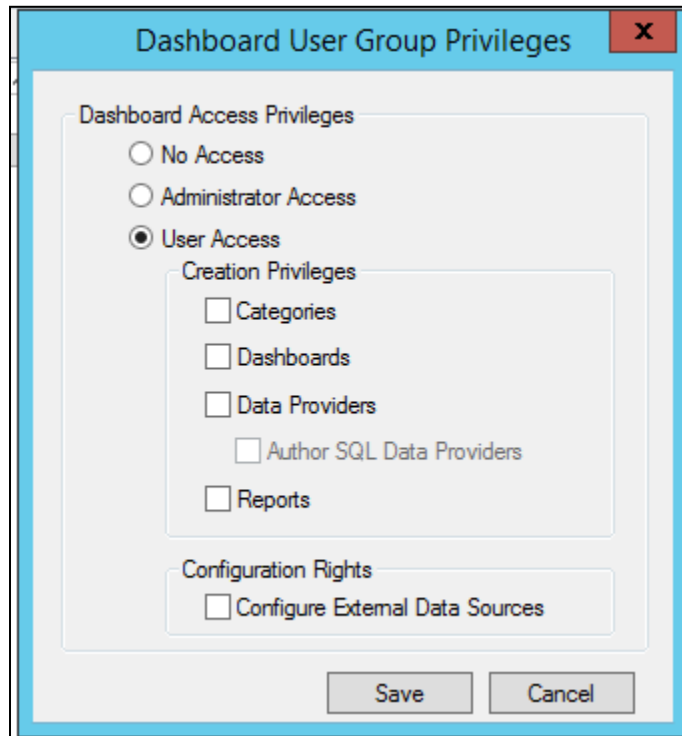 Dashboard User Group Privileges
x
Dashboard Access Privileges
No Access
Administrator Access
User Access
Creation Privileges
Categories
Dashboards
Data Providers
Author SQL Data Providers
Reports
Configuration Rights
Configure External Data Sources
Save Cancel